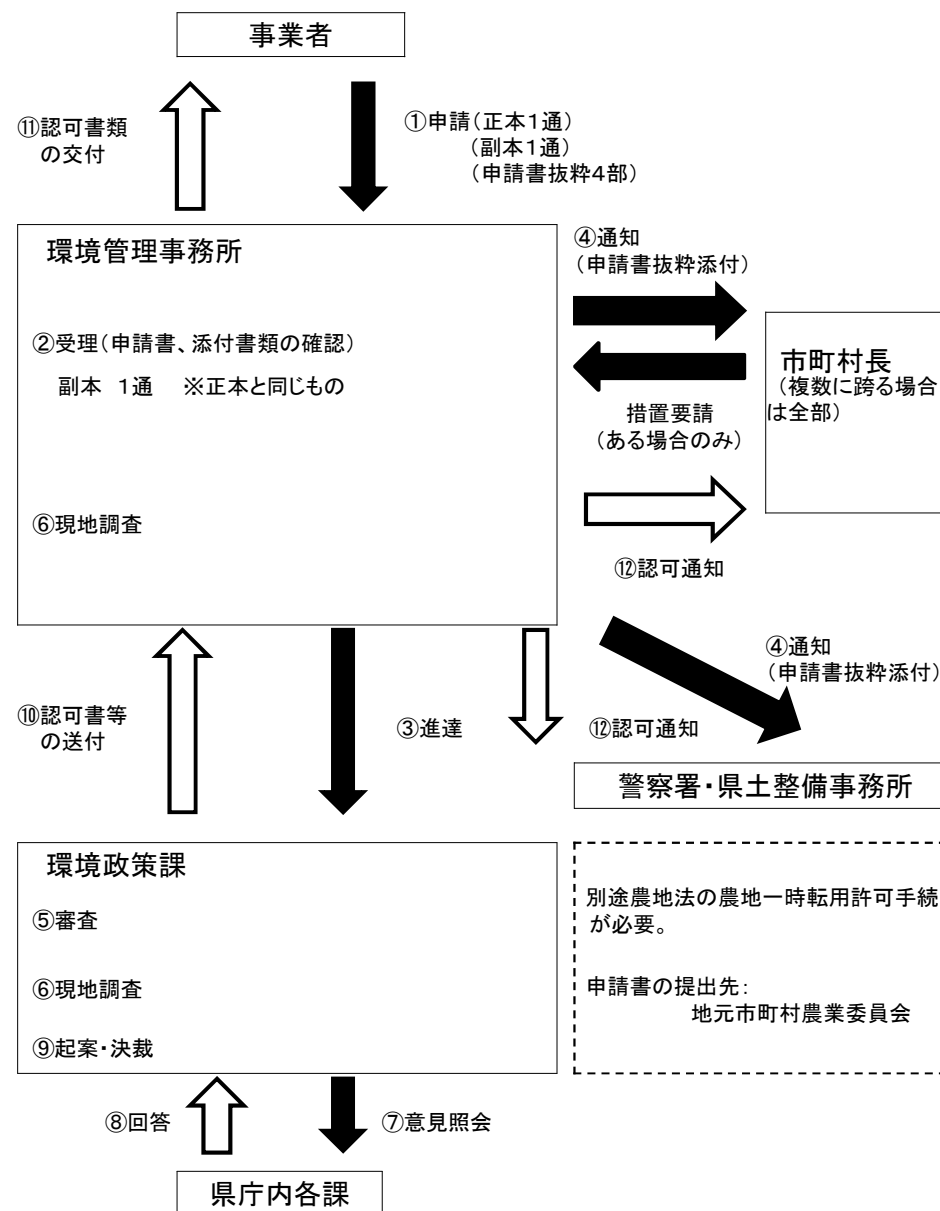 事業者
⑪認可書類
の交付
①申請(正本1通)
(副本1通)
(申請書抜粋4部)
環境管理事務所
②受理(申請書、添付書類の確認)
副本 1通 ※正本と同じもの
⑥現地調査
④通知
(申請書抜粋添付)
市町村長
(複数に跨る場合
は全部)
措置要請
(ある場合のみ)
⑫認可通知
④通知
(申請書抜粋添付)
⑩認可書等
の送付
③進達
⑫認可通知
警察署・県土整備事務所
環境政策課
⑤審査
⑥現地調査
⑨起案・決裁
別途農地法の農地一時転用許可手続
が必要。
申請書の提出先:
地元市町村農業委員会
⑧回答
⑦意見照会
県庁内各課